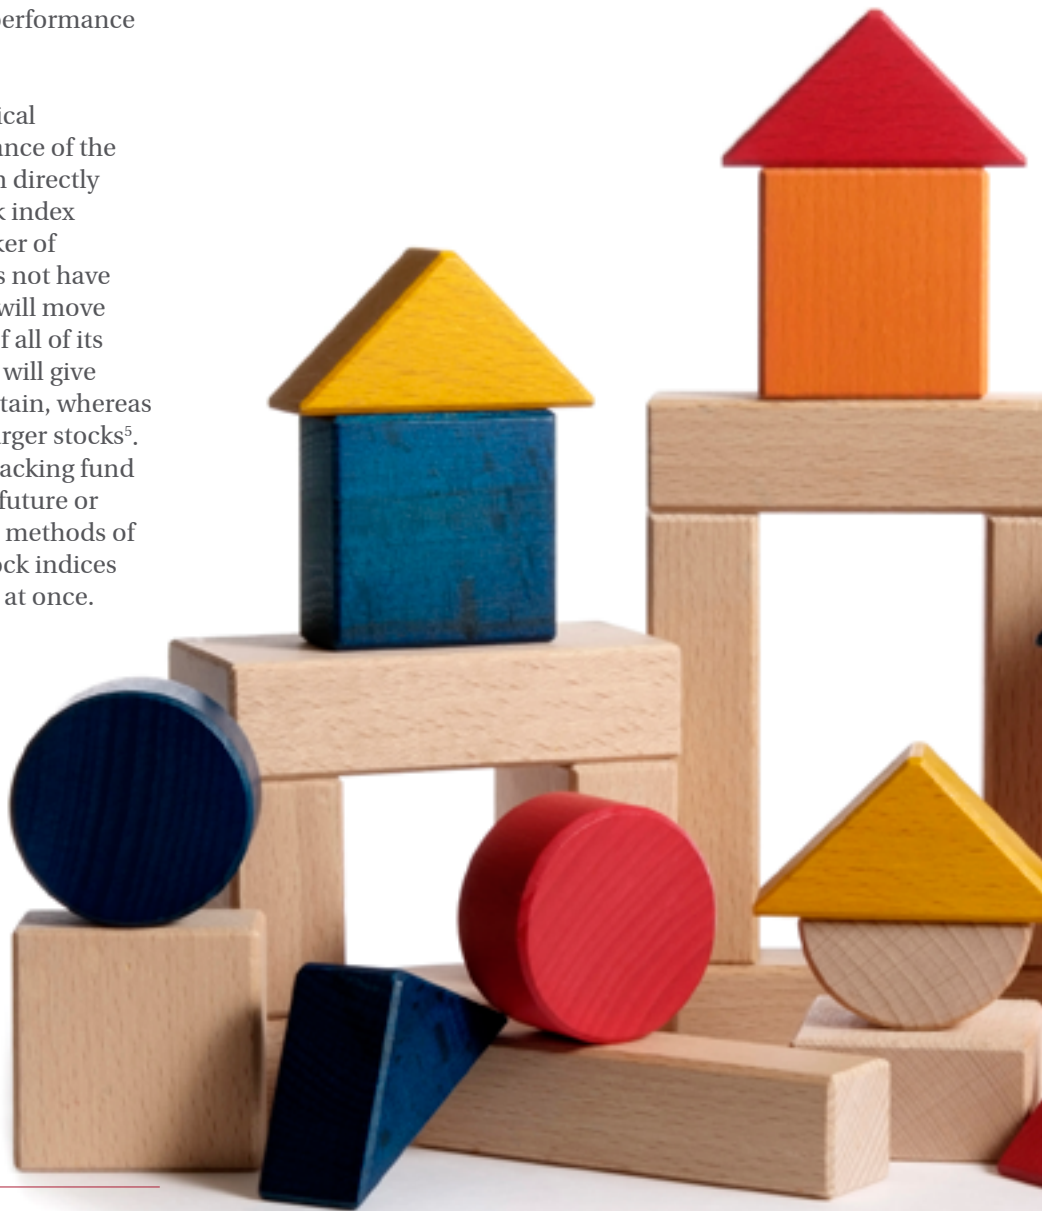 performance
ical
ance of the
n directly
k index
ker of
s not have
will move
f all of its
will give
tain, whereas
rger stocks⁵.
acking fund
future or
methods of
ock indices
at once.